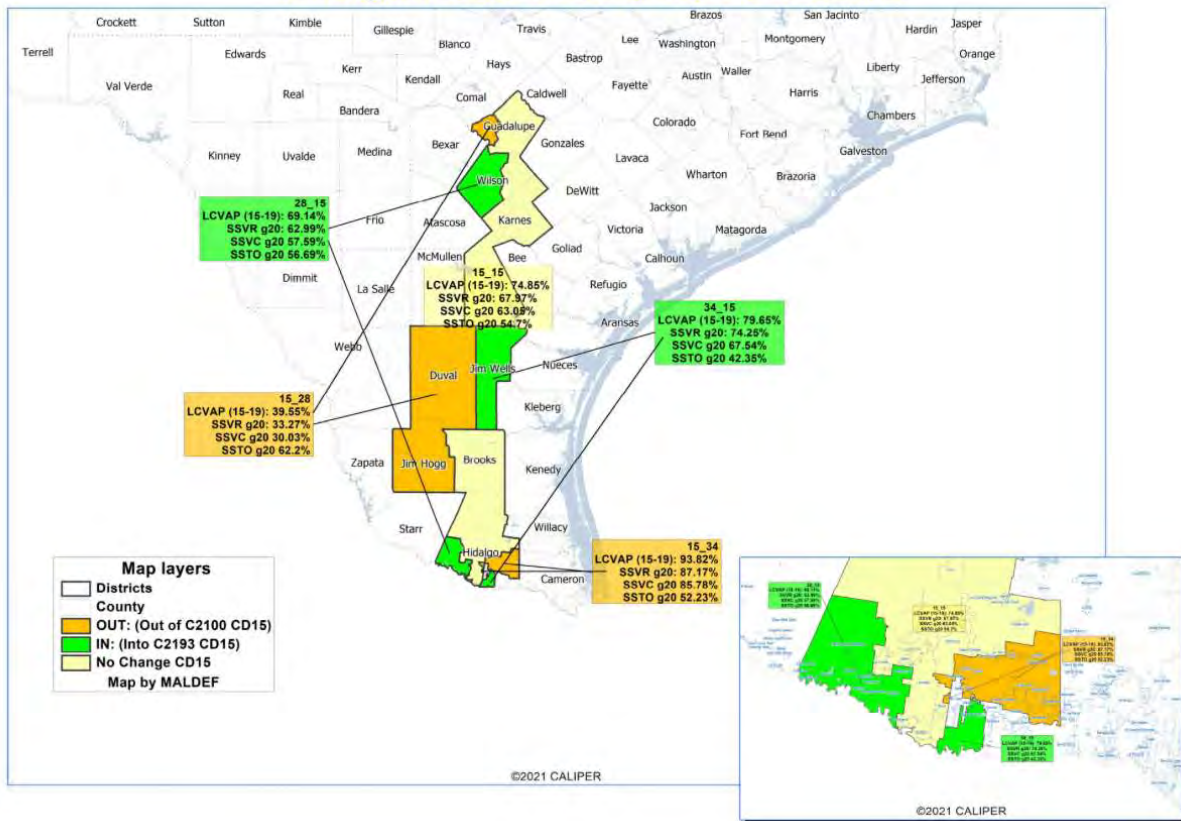 Crockett
Sutton
Kimble
Gillespie
Travis
Brazos
San Jacinto
Hardin
Jasper
Terrell
Edwards
Blanco
Lee
Washington
Montgomery
Orange
Val Verde
Kerr
Hays
Bastrop
Austin
Waller
Liberty
Real
Kendall
Fayette
Jefferson
Bandera
Comal
Caldwell
Harris
Chambers
Guadalupe
Colorado
Fort Bend
Kinney
Uvalde
Medina
Bexar
Gonzales
Galveston
Lavaca
Wharton
Brazoria
Wilson
DeWitt
28_15
LCVAP (15-19): 69.14%
SSVR g20: 62.99%
SSVC g20 57.59%
SSTO g20 56.69%
Frio
Atascosa
Karnes
Jackson
Victoria
Matagorda
Goliad
McMullen
Bee
Calhoun
Dimmit
La Salle
15_15
LCVAP (15-19): 74.85%
SSVR g20: 67.97%
SSVC g20 63.05%
SSTO g20 54.7%
Refugio
Aransas
34_15
LCVAP (15-19): 79.65%
SSVR g20: 74.25%
SSVC g20 67.54%
SSTO g20 42.35%
Webb
Duval
Jim Wells
Nueces
Kleberg
15_28
LCVAP (15-19): 39.55%
SSVR g20: 33.27%
SSVC g20 30.03%
SSTO g20 62.2%
Zapata
Jim Hogg
Brooks
Kenedy
Starr
Willacy
Hidalgo
Cameron
15_34
LCVAP (15-19): 93.82%
SSVR g20: 87.17%
SSVC g20 85.78%
SSTO g20 52.23%
Map layers
Districts
County
OUT: (Out of C2100 CD15)
IN: (Into C2193 CD15)
No Change CD15
Map by MALDEF
©2021 CALIPER
©2021 CALIPER